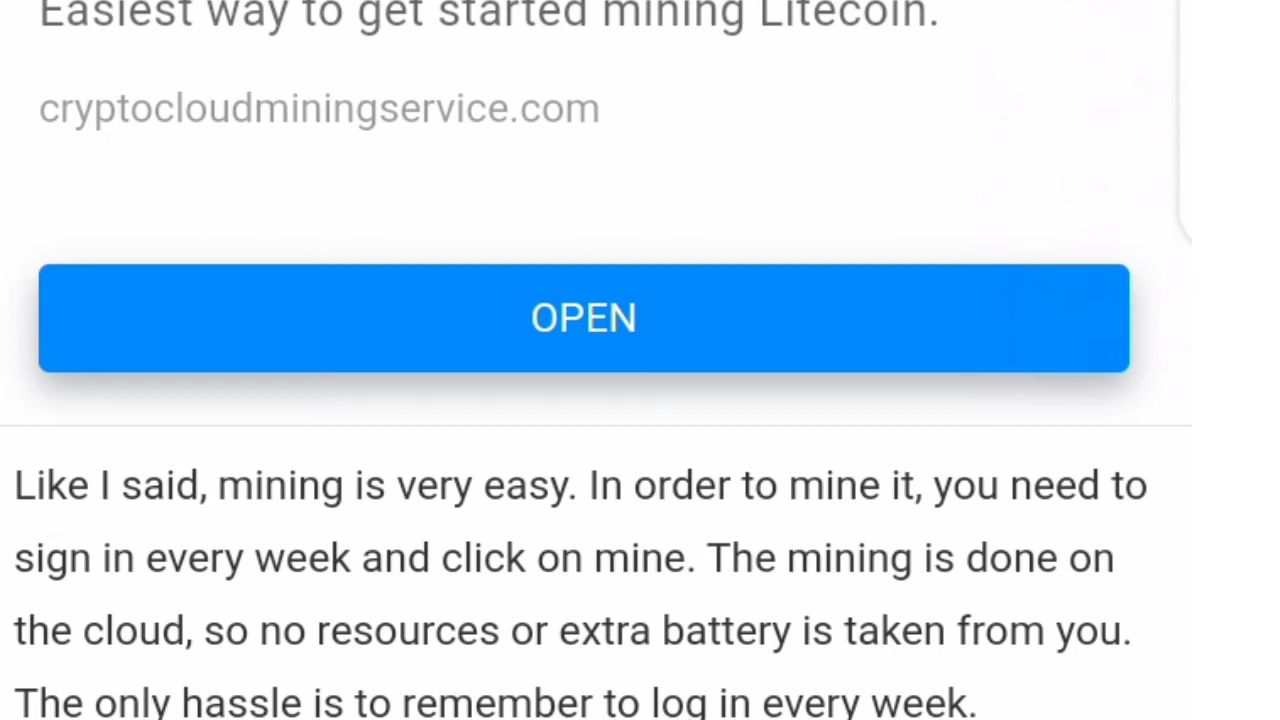 Easiest way to get started mining Litecoin.
cryptocloudminingservice.com
OPEN
Like I said, mining is very easy. In order to mine it, you need to
sign in every week and click on mine. The mining is done on
the cloud, so no resources or extra battery is taken from you.
The only hassle is to remember to log in every week.